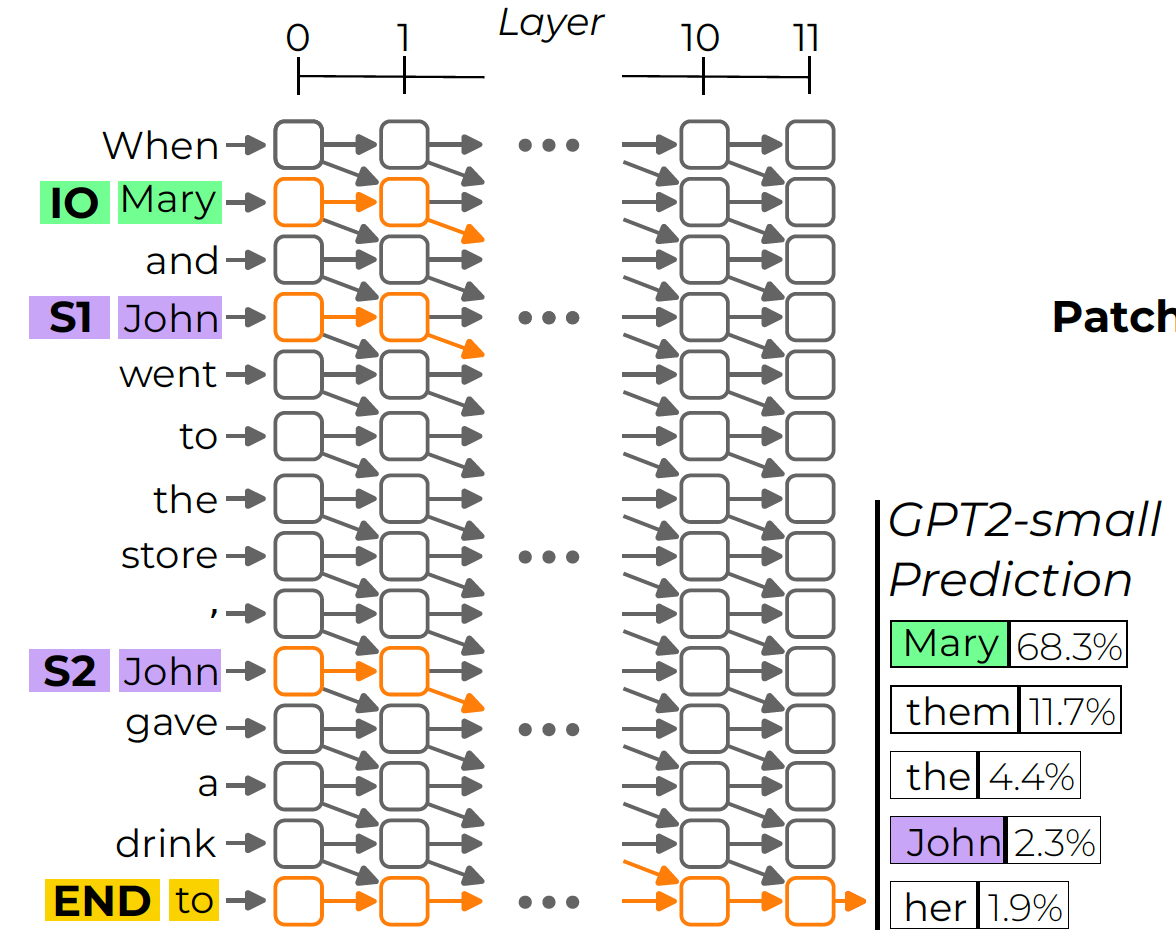 Layer
0 1 10 11
When
IO Mary
and
S1 John
Patch
went
to
the
store
,
S2 John
gave
a
drink
END to
GPT2-small
Prediction
Mary 68.3%
them 11.7%
the 4.4%
John 2.3%
her 1.9%